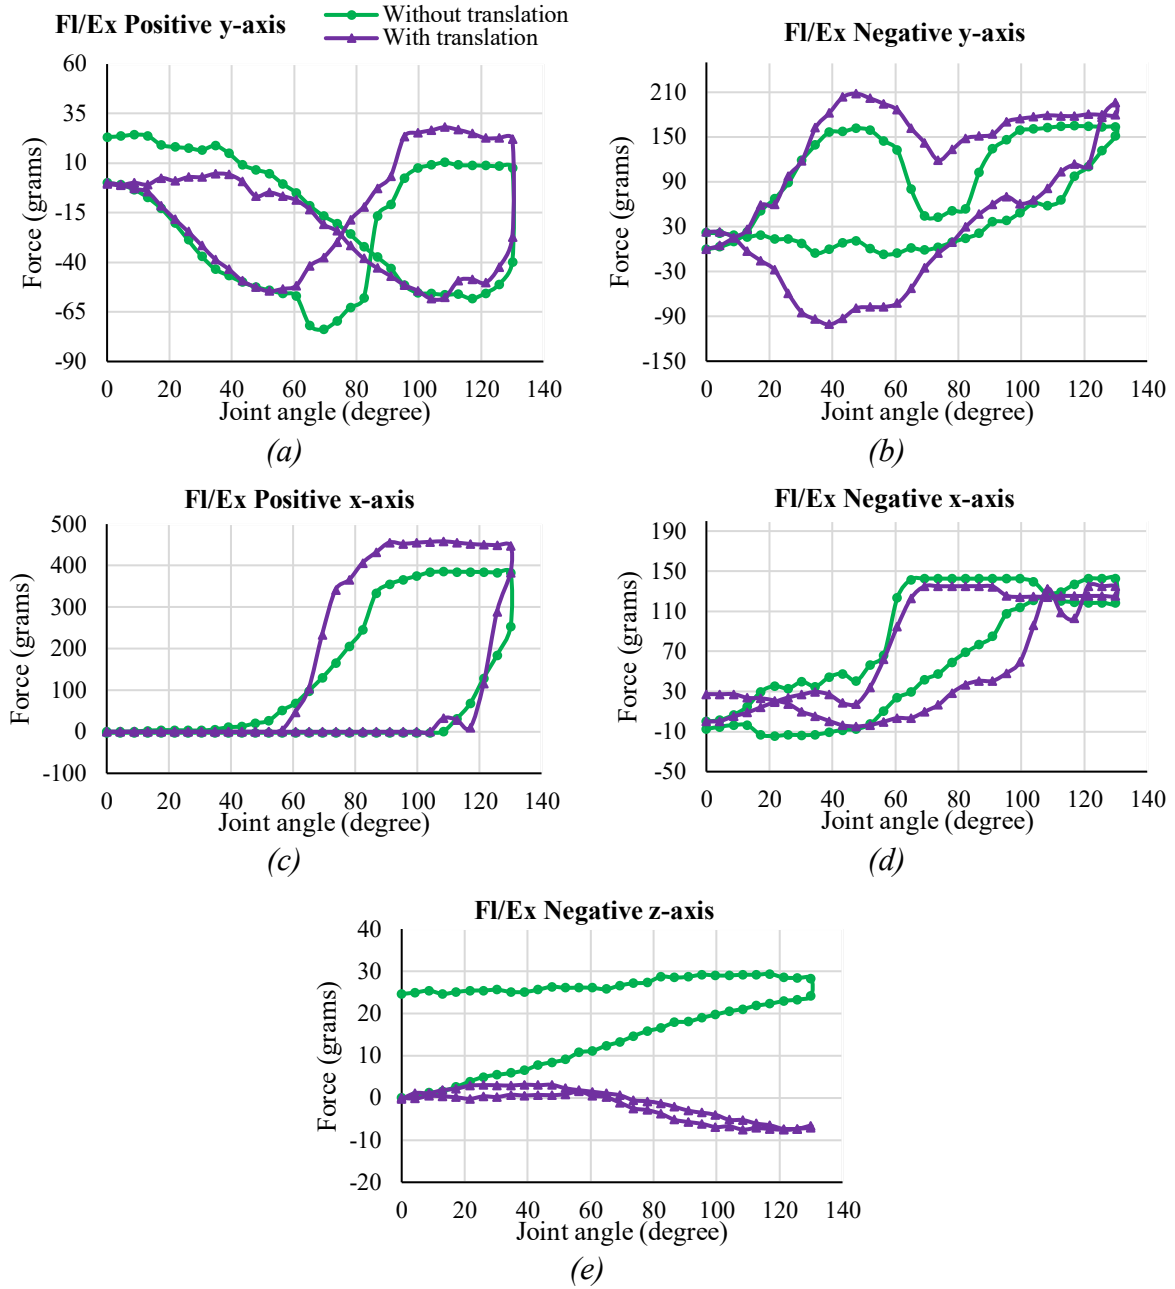 Fl/Ex Positive y-axis
Without translation
With translation
Fl/Ex Negative y-axis
Force (grams)
60
35
10
-15
-40
-65
-90
0 20 40 60 80 100 120 140
Joint angle (degree)
(a)
Force (grams)
210
150
90
30
-30
-90
-150
0 20 40 60 80 100 120 140
Joint angle (degree)
(b)
Fl/Ex Positive x-axis
Force (grams)
500
400
300
200
100
0
-100
0 20 40 60 80 100 120 140
Joint angle (degree)
(c)
Fl/Ex Negative x-axis
Force (grams)
190
150
110
70
30
-10
-50
0 20 40 60 80 100 120 140
Joint angle (degree)
(d)
Fl/Ex Negative z-axis
Force (grams)
40
30
20
10
0
-10
-20
0 20 40 60 80 100 120 140
Joint angle (degree)
(e)